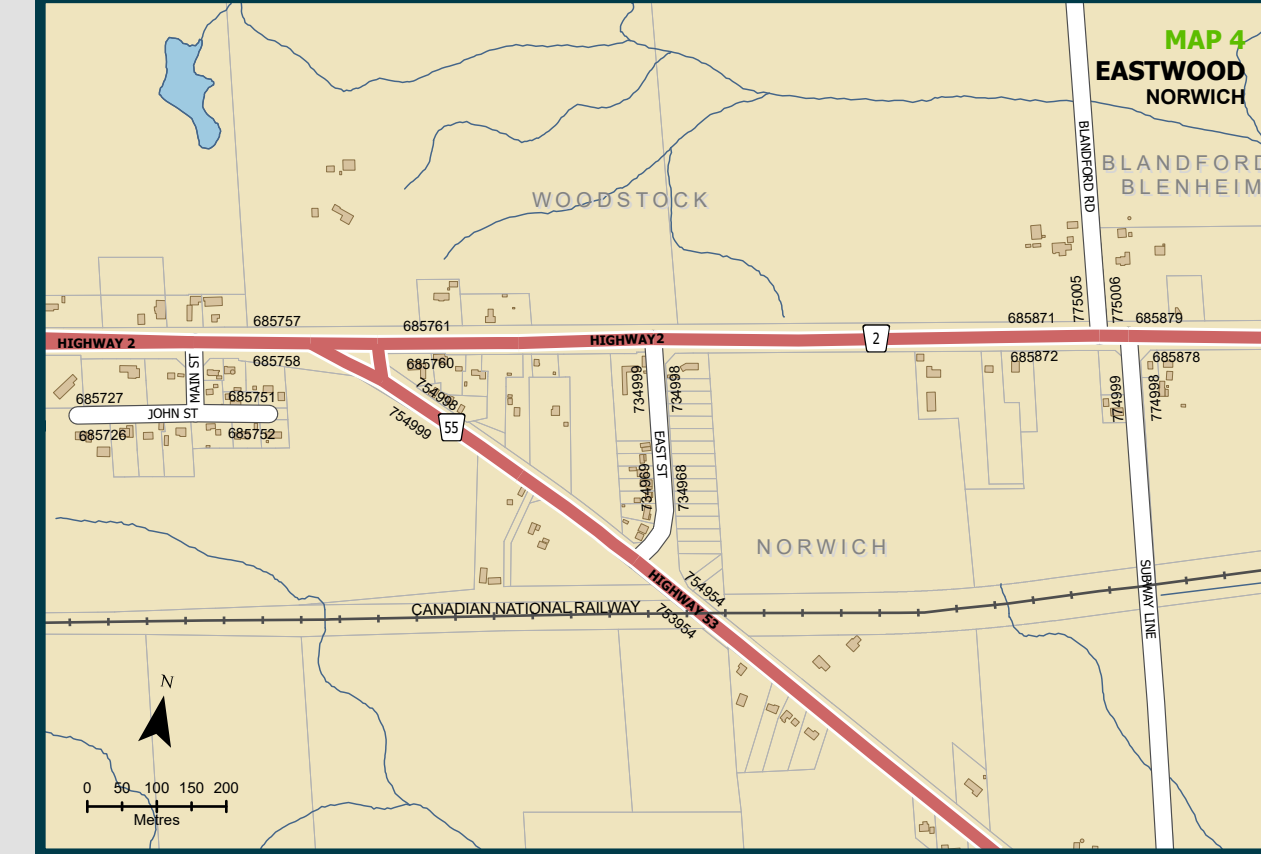 MAP 4
EASTWOOD
NORWICH
BLANDFORD RD
BLANDFORD
BLENHEIM
WOODSTOCK
775005
775006
685757
685761
685871
685879
HIGHWAY 2
HIGHWAY2
2
685758
685760
685872
685878
MAIN ST
754998
734999
734998
774999
774998
685727
685751
JOHN ST
754999
55
685726
685752
EAST ST
734969
734968
NORWICH
SUBWAY LINE
HIGHWAY 53
754954
CANADIAN NATIONAL RAILWAY
753954
N
0 50 100 150 200
Metres